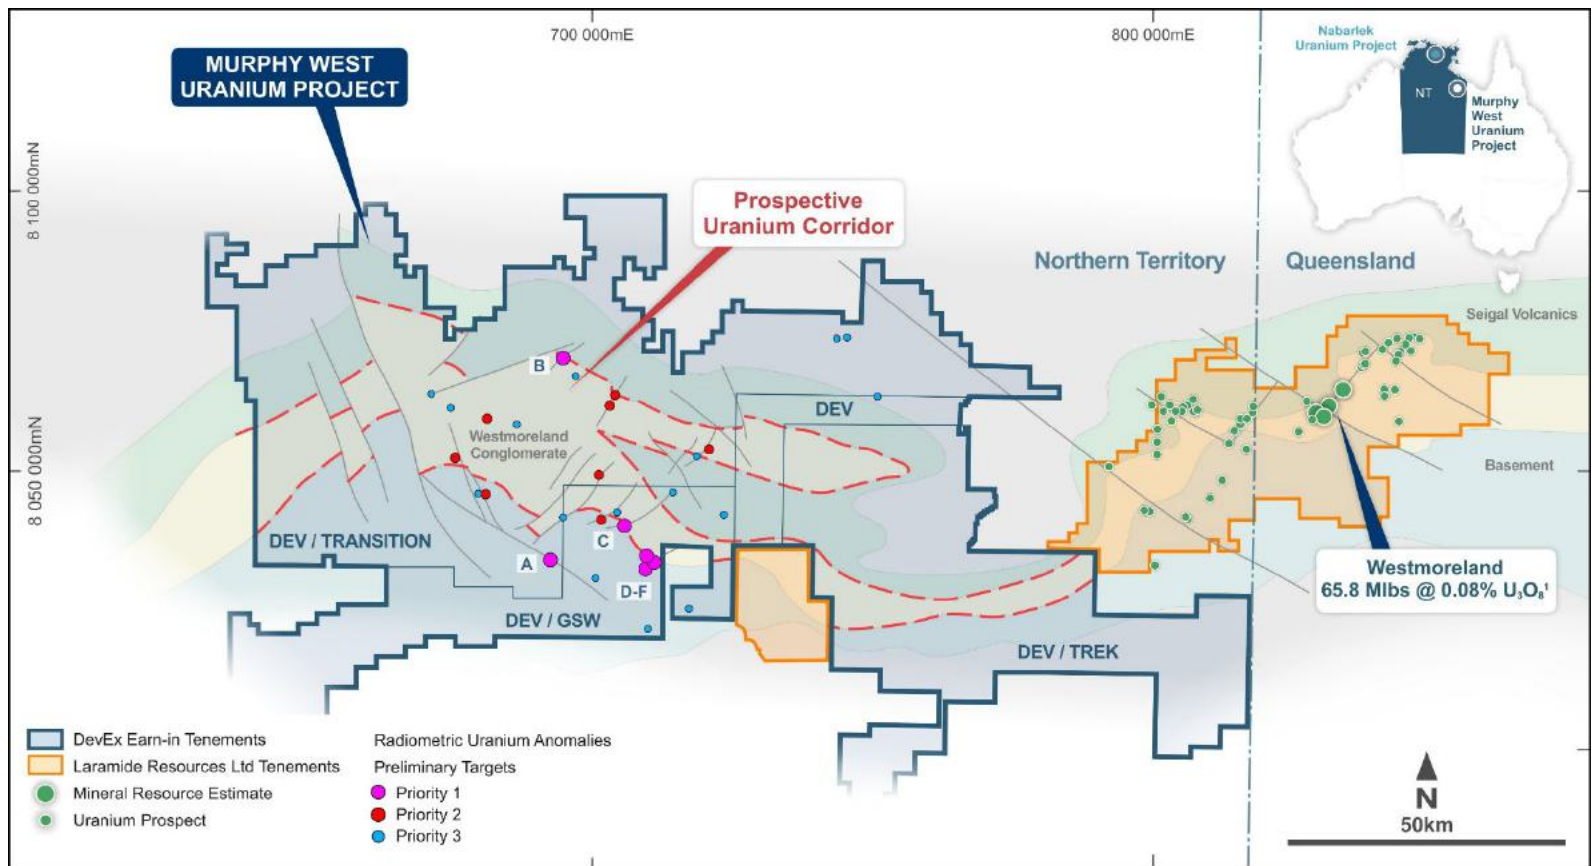 700 000mE
800 000mE
8 100 000mN
8 050 000mN
MURPHY WEST
URANIUM PROJECT
Prospective
Uranium Corridor
Nabarlek
Uranium Project
NT
Murphy
West
Uranium
Project
Northern Territory
Queensland
Seigal Volcanics
B
DEV
Westmoreland
Conglomerate
Basement
DEV / TRANSITION
C
A
D-F
DEV / GSW
DEV / TREK
Westmoreland
65.8 Mlbs @ 0.08% U₃O₈¹
DevEx Earn-in Tenements
Laramide Resources Ltd Tenements
Mineral Resource Estimate
Uranium Prospect
Radiometric Uranium Anomalies
Preliminary Targets
Priority 1
Priority 2
Priority 3
N
50km